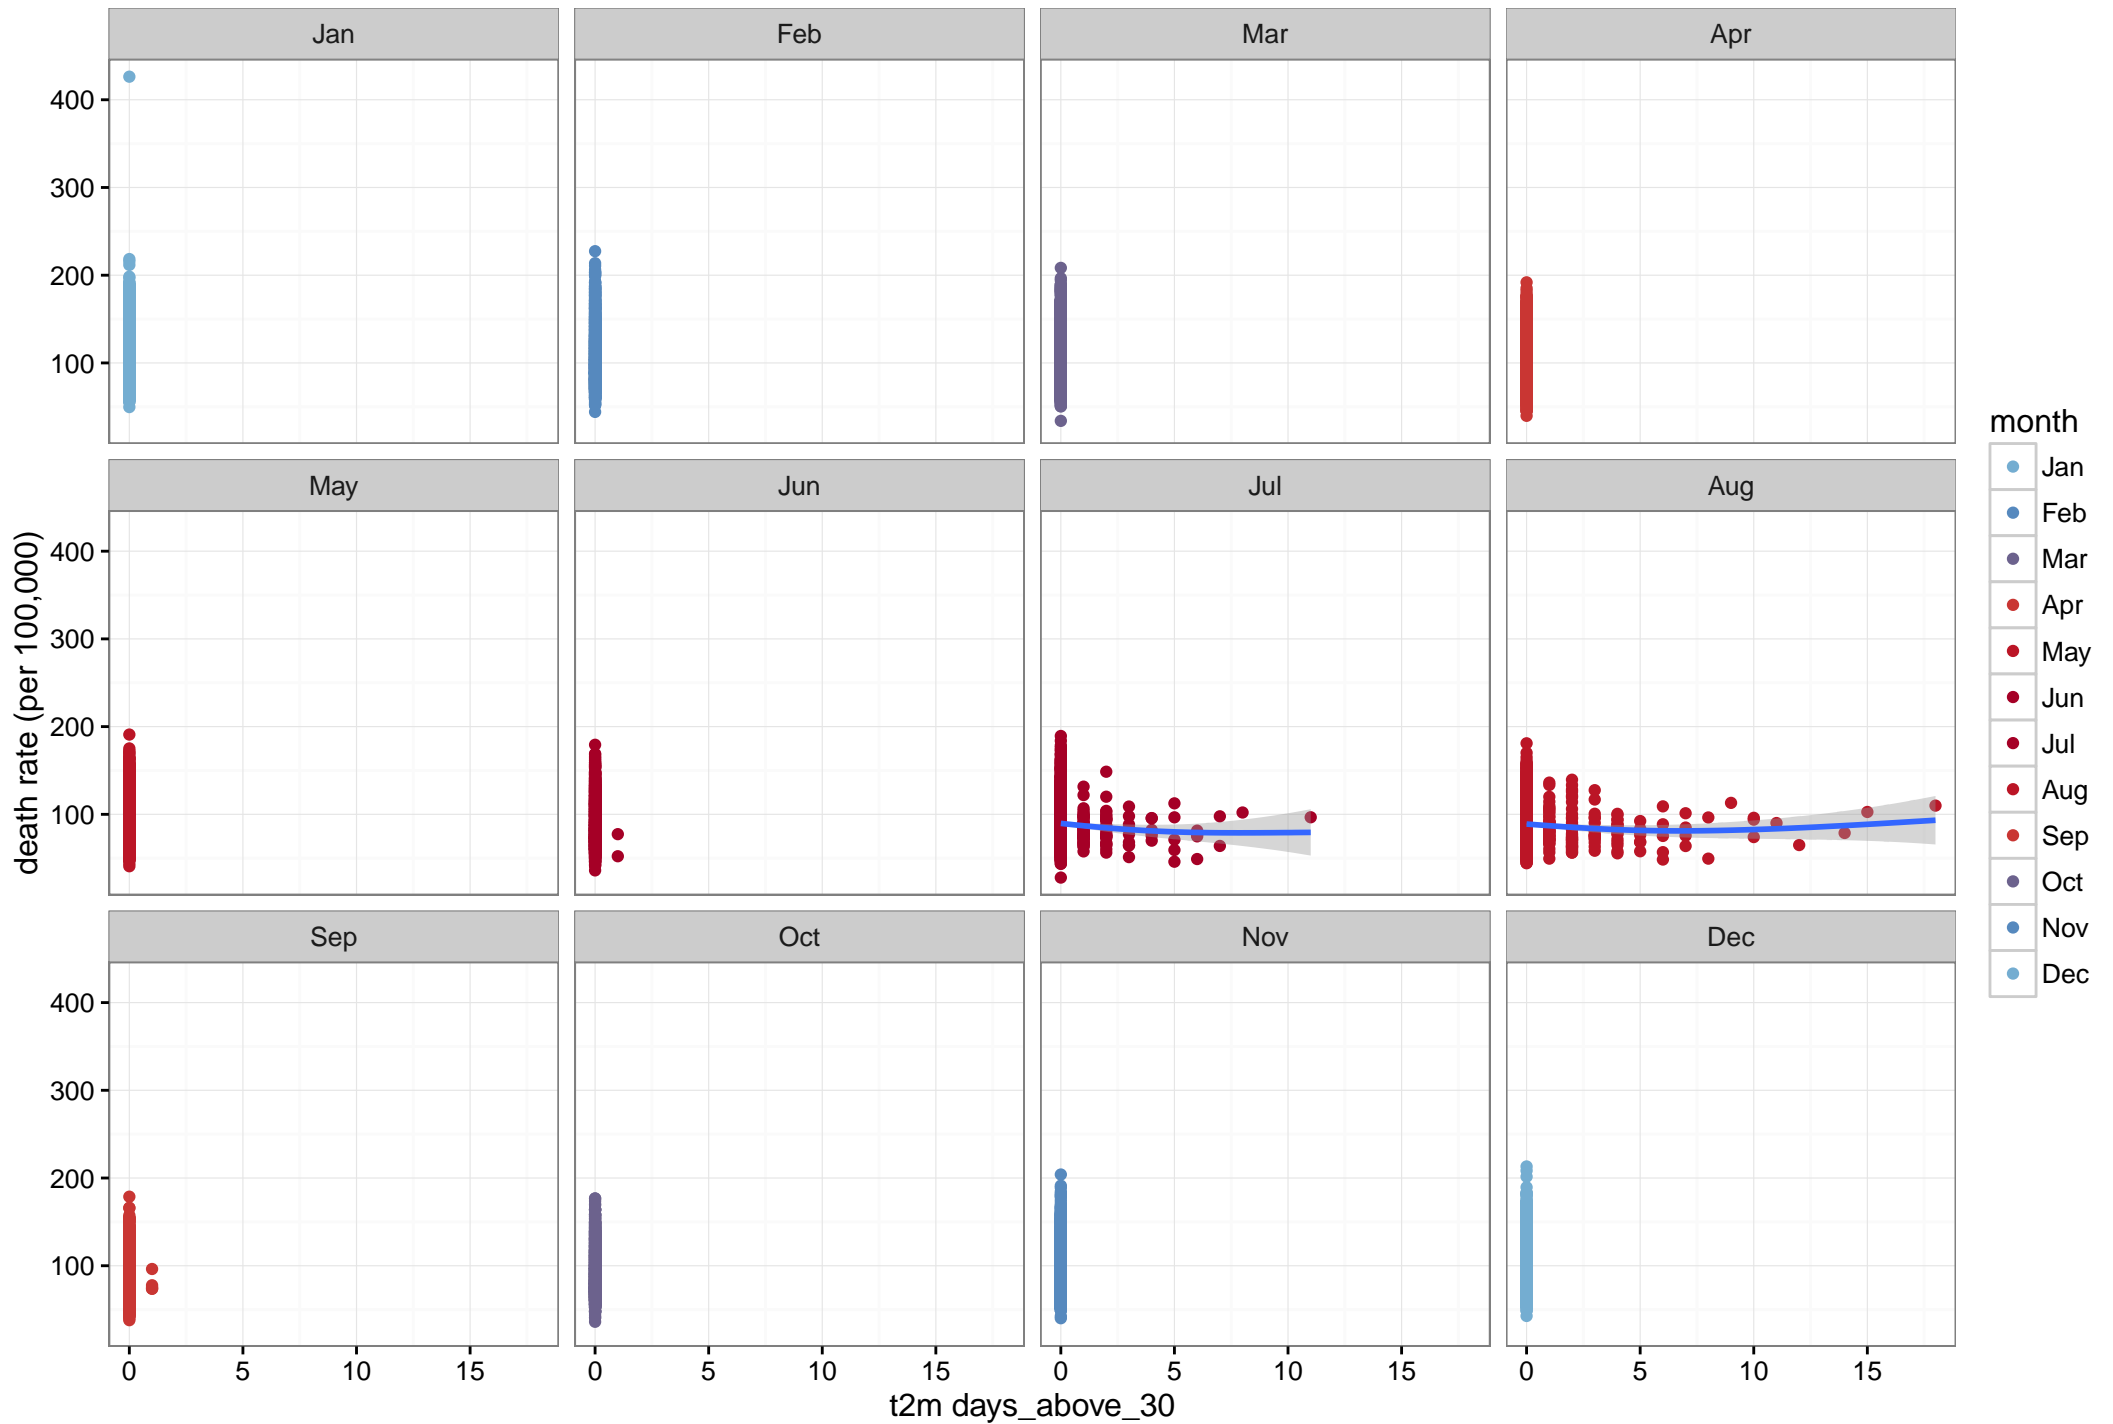 Jan Feb Mar Apr
400
300
200
100
May Jun Jul Aug
400
300
200
100
Sep Oct Nov Dec
400
300
200
100
0 5 10 15 0 5 10 15 0 5 10 15 0 5 10 15
t2m days_above_30
death rate (per 100,000)
month
Jan
Feb
Mar
Apr
May
Jun
Jul
Aug
Sep
Oct
Nov
Dec